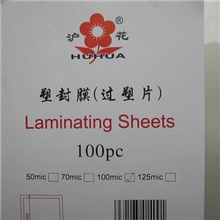 沪 花
HUHUA
塑封膜(过塑片)
Laminating Sheets
100pc
50mic 70mic 100mic 125mic